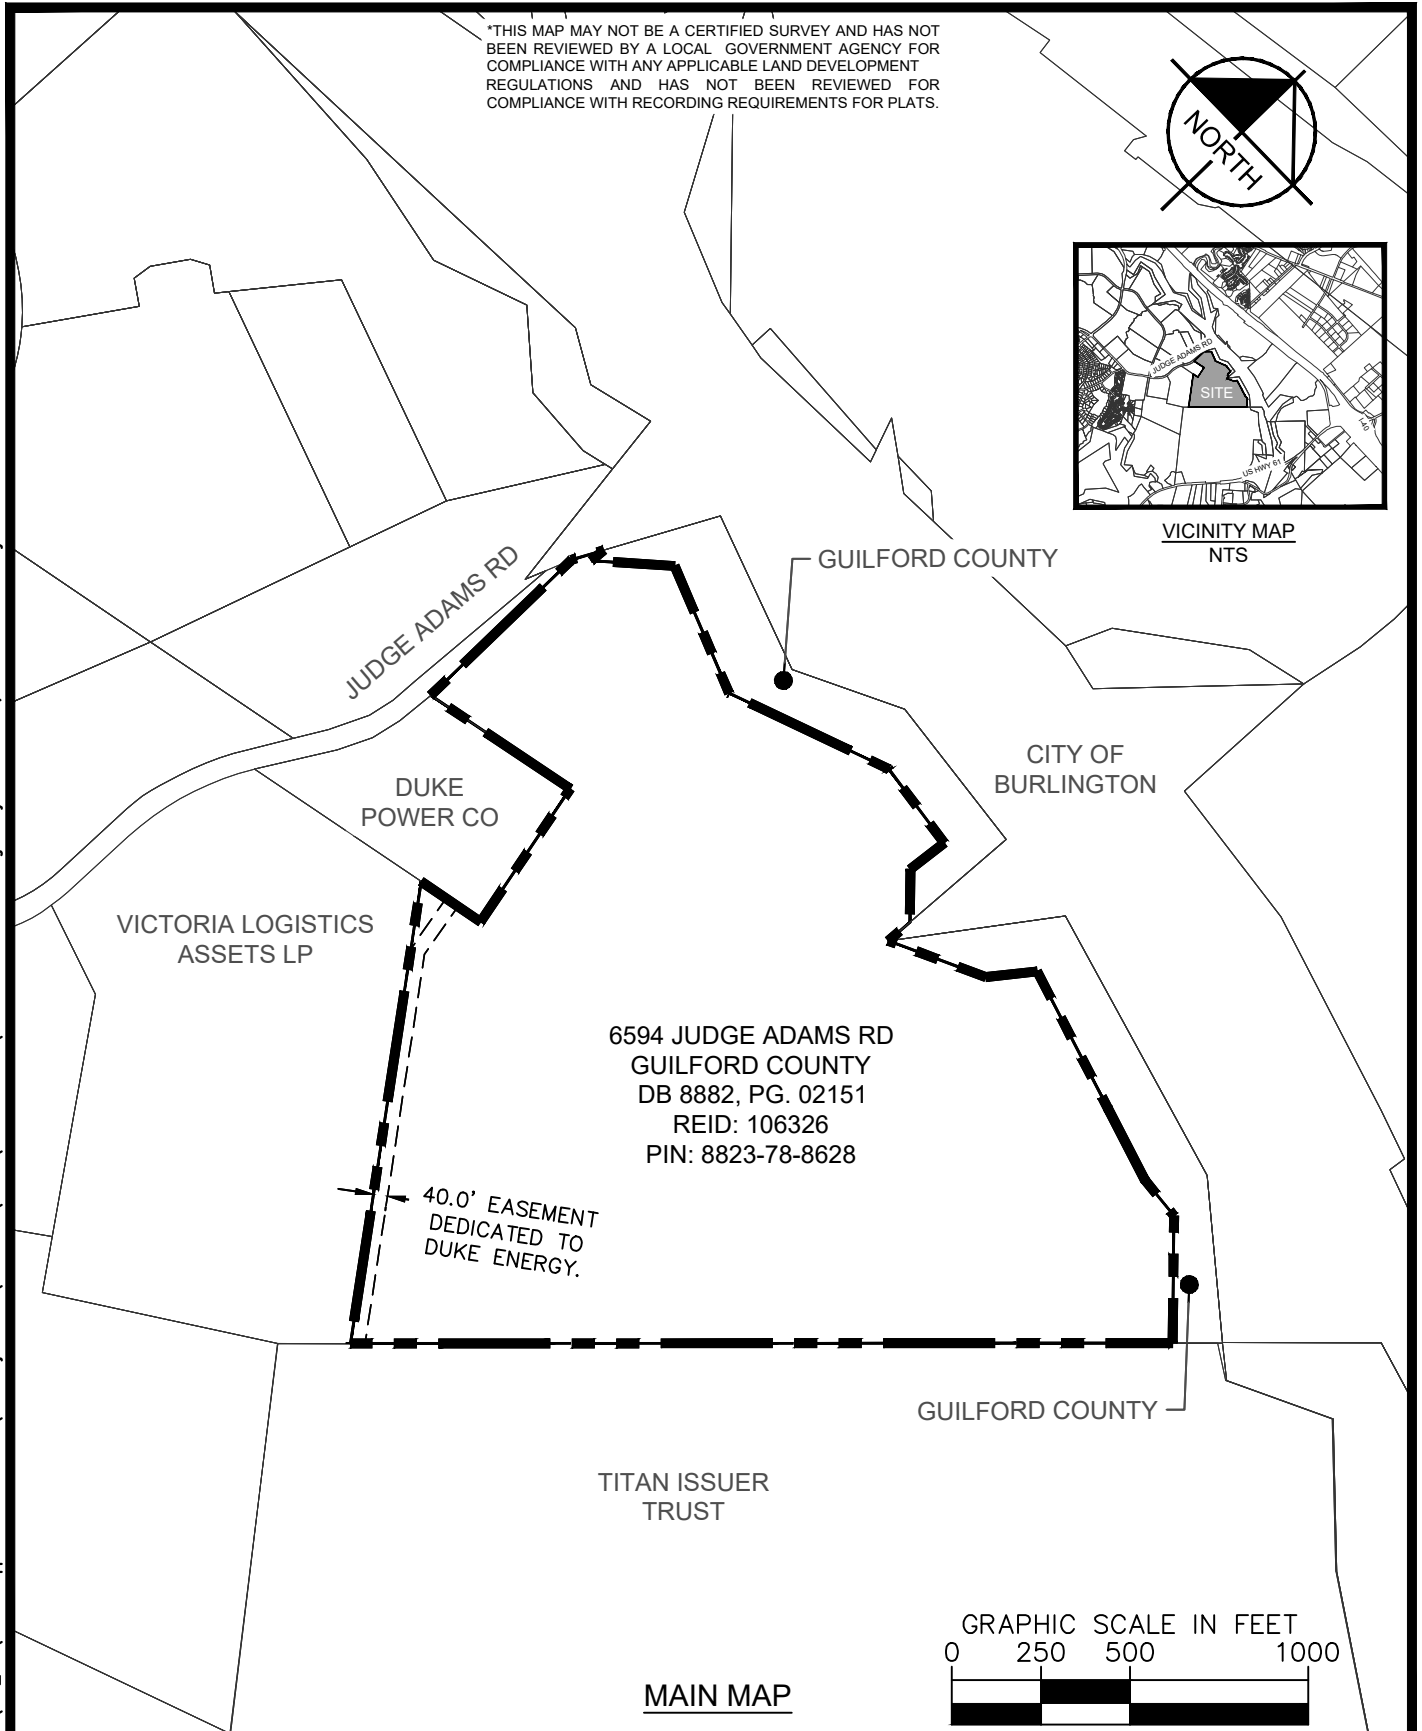 *THIS MAP MAY NOT BE A CERTIFIED SURVEY AND HAS NOT
BEEN REVIEWED BY A LOCAL GOVERNMENT AGENCY FOR
COMPLIANCE WITH ANY APPLICABLE LAND DEVELOPMENT
REGULATIONS AND HAS NOT BEEN REVIEWED FOR
COMPLIANCE WITH RECORDING REQUIREMENTS FOR PLATS.
NORTH
JUDGE ADAMS RD
SITE
I-40
US HWY 61
VICINITY MAP
NTS
GUILFORD COUNTY
JUDGE ADAMS RD
CITY OF
BURLINGTON
DUKE
POWER CO
VICTORIA LOGISTICS
ASSETS LP
6594 JUDGE ADAMS RD
GUILFORD COUNTY
DB 8882, PG. 02151
REID: 106326
PIN: 8823-78-8628
40.0' EASEMENT
DEDICATED TO
DUKE ENERGY.
GUILFORD COUNTY
TITAN ISSUER
TRUST
GRAPHIC SCALE IN FEET
0 250 500 1000
MAIN MAP